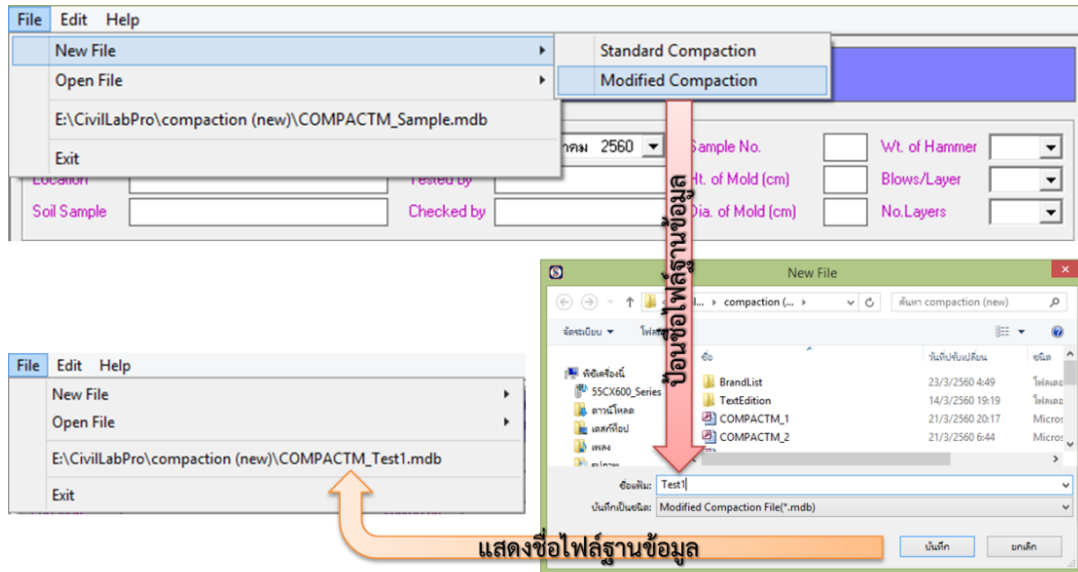 File Edit Help
New File
Standard Compaction
Open File
Modified Compaction
E:\CivilLabPro\compaction (new)\COMPACTM_Sample.mdb
Exit
าคม 2560
Sample No.
Wt. of Hammer
Location
Tested by
Ht. of Mold (cm)
Blows/Layer
Soil Sample
Checked by
Dia. of Mold (cm)
No.Layers
ป้อนชื่อไฟล์ฐานข้อมูล
New File
compaction (...
ค้นหา compaction (new)
จัดระเบียบ
ชื่อ
วันที่ปรับเปลี่ยน
ชนิด
พีซีเครื่องนี้
55CX600_Series
ดาวน์โหลด
เดสก์ท็อป
เพลง
รูปภาพ
BrandList
23/3/2560 4:49
TextEdition
14/3/2560 19:19
COMPACTM_1
21/3/2560 20:17
Micros
COMPACTM_2
21/3/2560 6:44
Micros
ชื่อแฟ้ม: Test1
บันทึกเป็นชนิด: Modified Compaction File(*.mdb)
บันทึก
ยกเลิก
File Edit Help
New File
Open File
E:\CivilLabPro\compaction (new)\COMPACTM_Test1.mdb
Exit
แสดงชื่อไฟล์ฐานข้อมูล